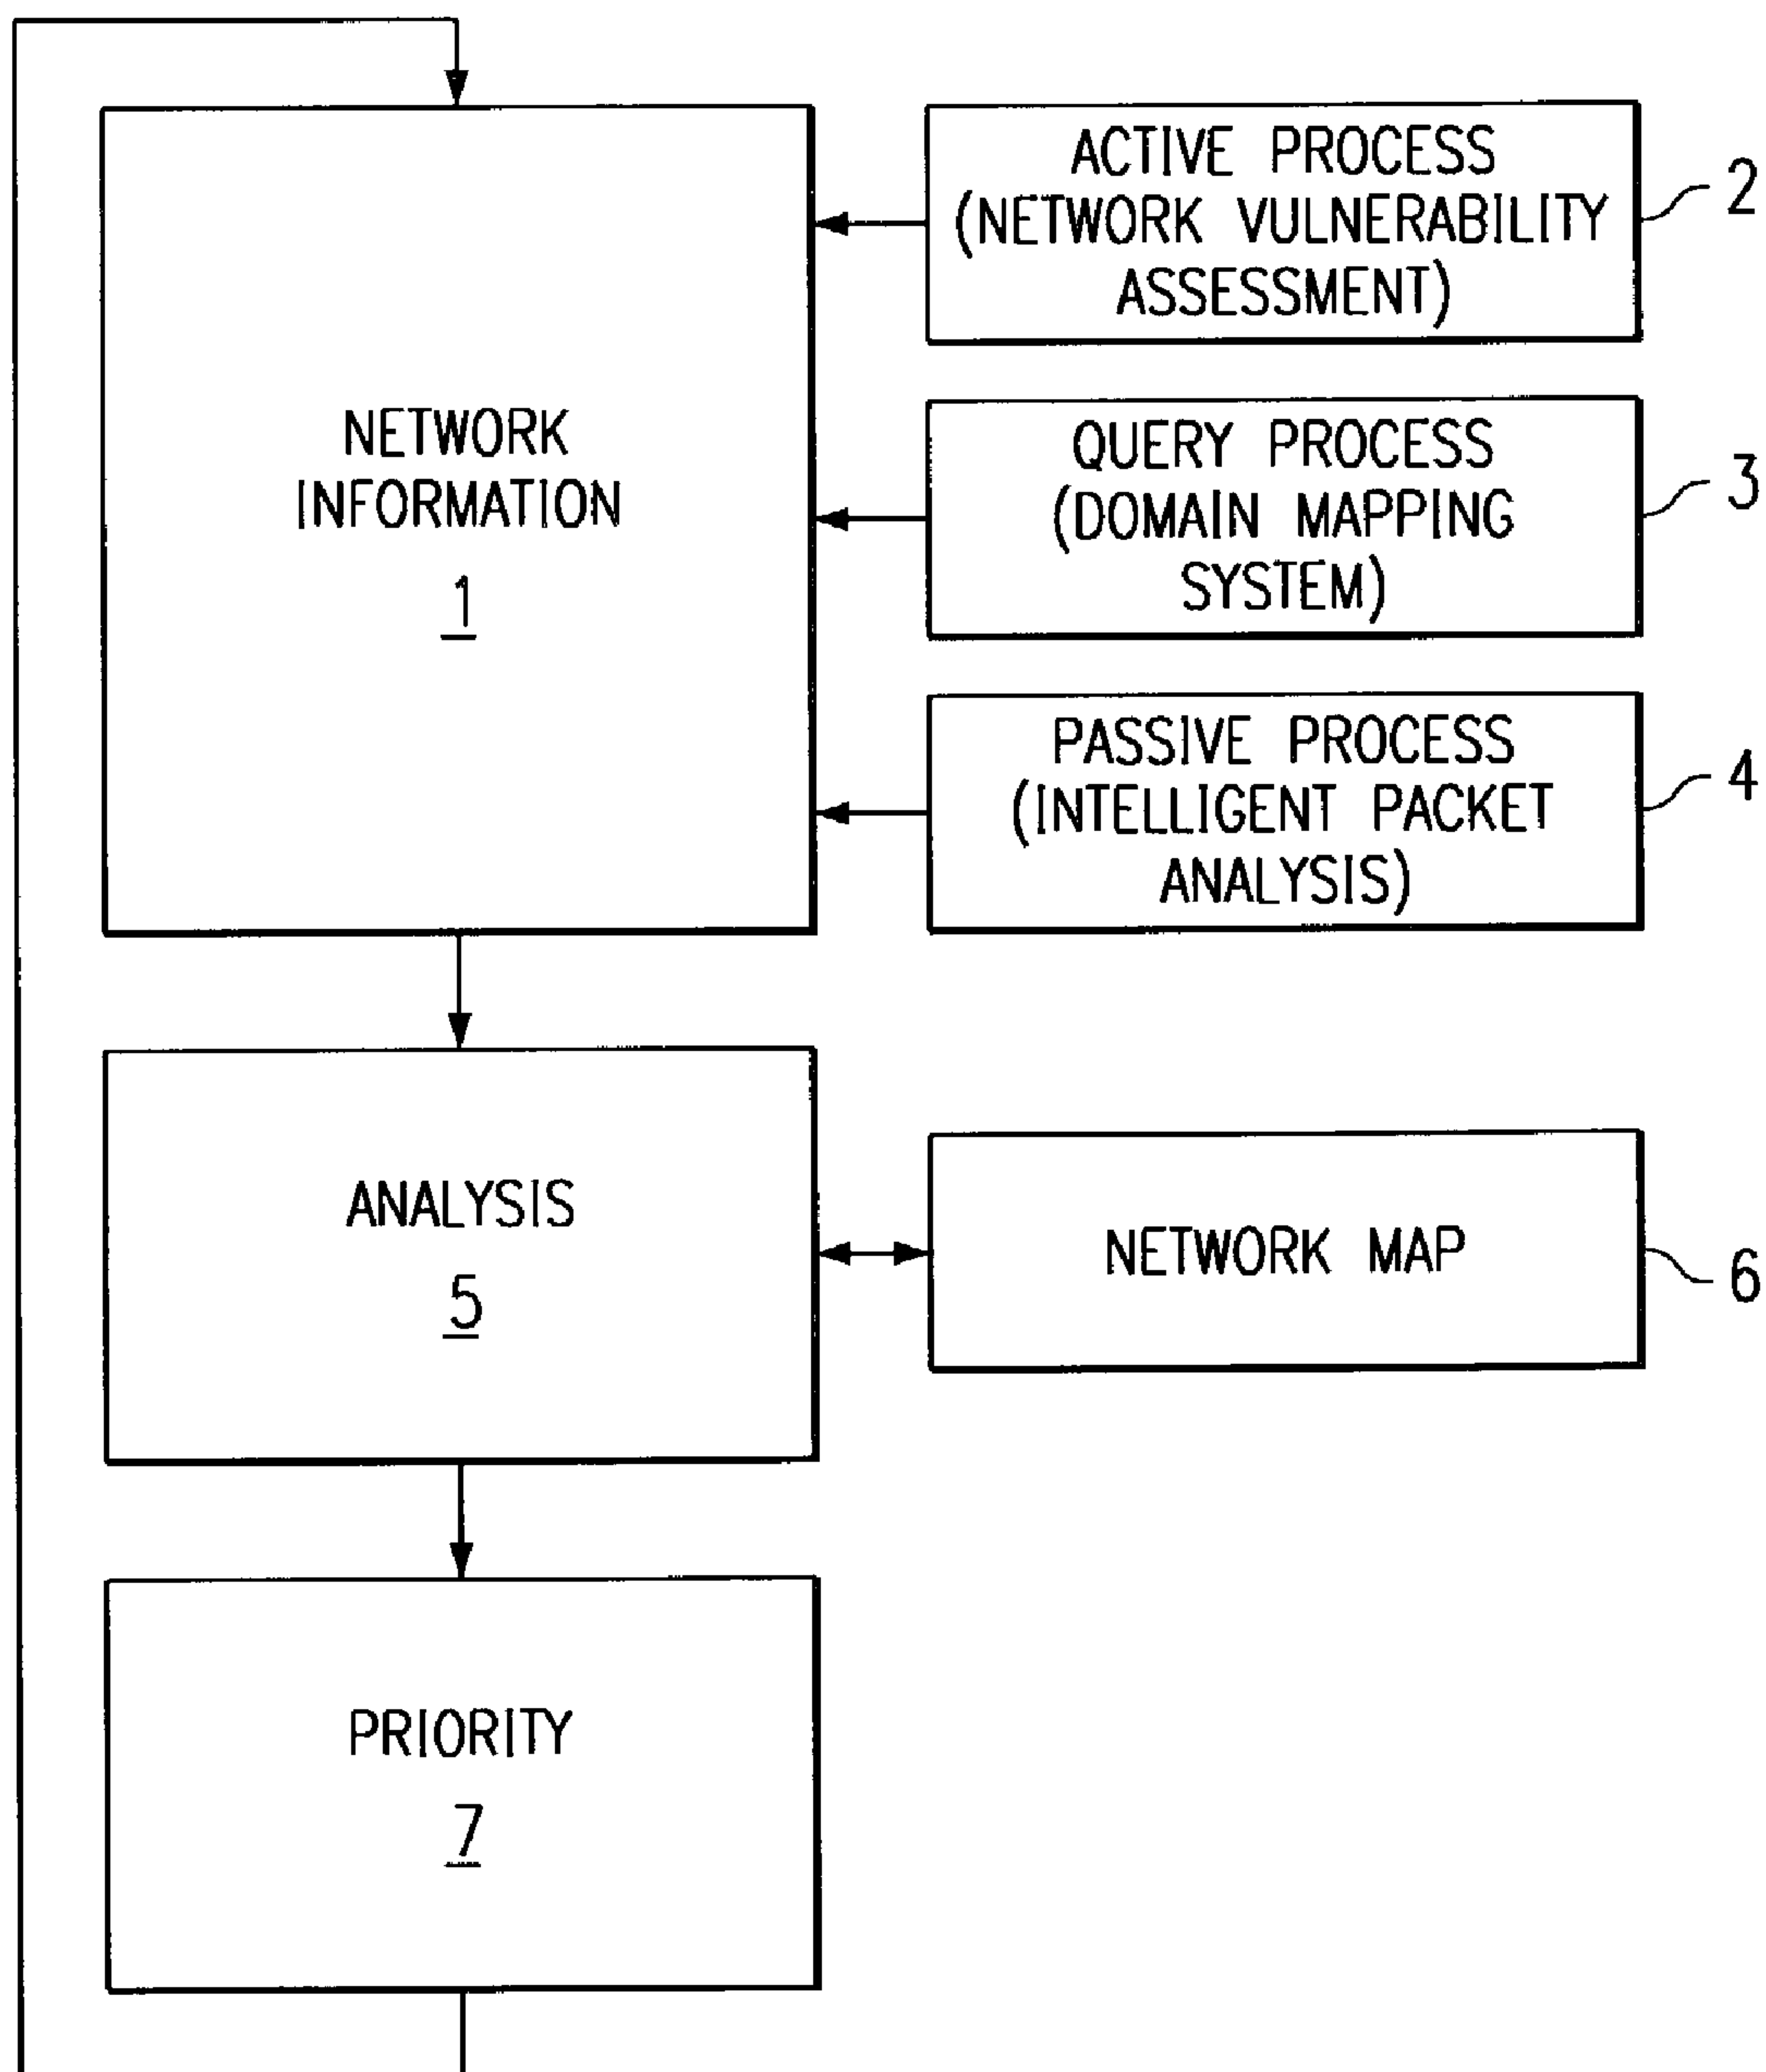 ACTIVE PROCESS
(NETWORK VULNERABILITY
ASSESSMENT)
2
NETWORK
INFORMATION
1
QUERY PROCESS
(DOMAIN MAPPING
SYSTEM)
3
PASSIVE PROCESS
(INTELLIGENT PACKET
ANALYSIS)
4
ANALYSIS
5
NETWORK MAP
6
PRIORITY
7